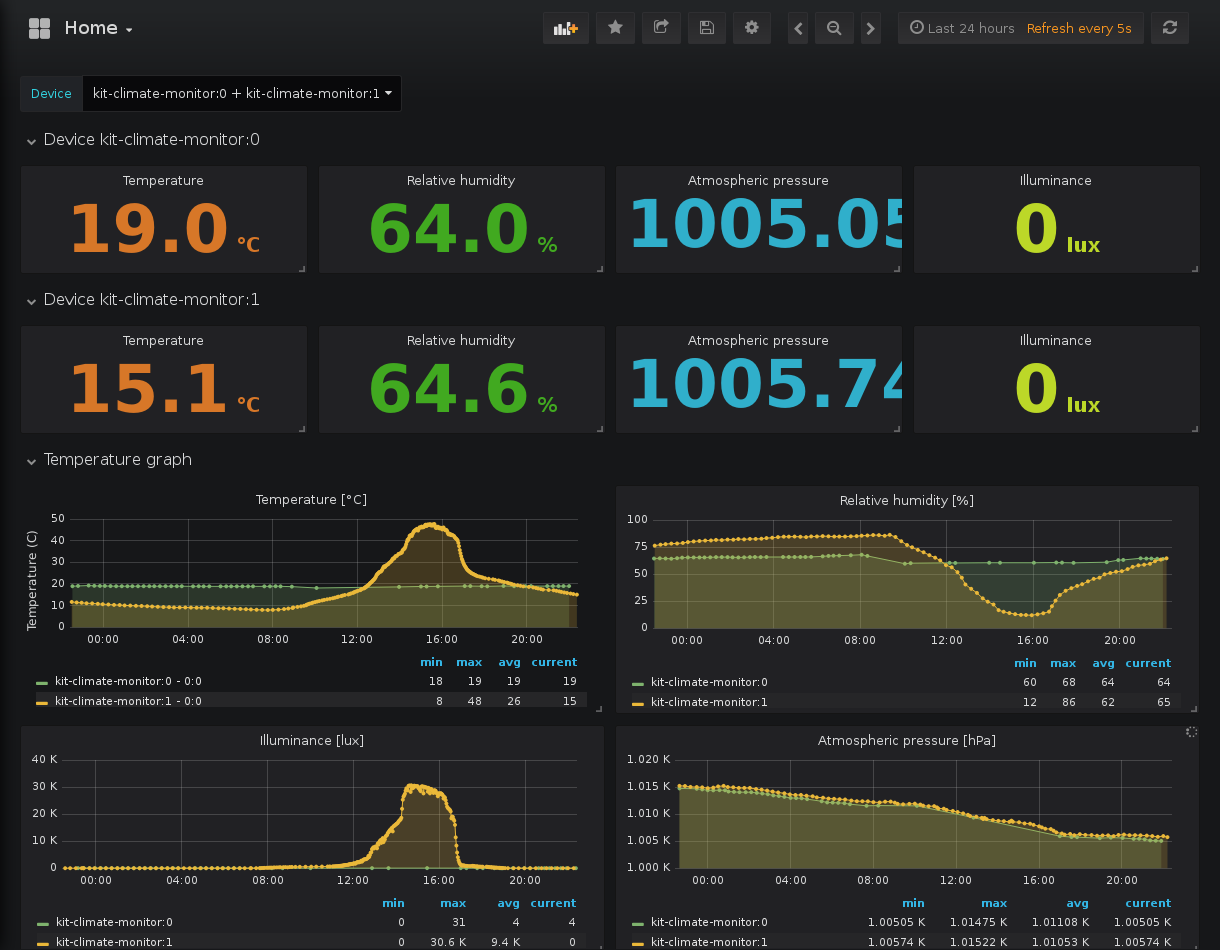 Home
Last 24 hours Refresh every 5s
Device kit-climate-monitor:0 + kit-climate-monitor:1
Device kit-climate-monitor:0
Temperature Relative humidity Atmospheric pressure Illuminance
19.0 °C 64.0 % 1005.05 0 lux
Device kit-climate-monitor:1
Temperature Relative humidity Atmospheric pressure Illuminance
15.1 °C 64.6 % 1005.74 0 lux
Temperature graph
Temperature [°C]
Temperature (C)
50
40
30
20
10
0
00:00 04:00 08:00 12:00 16:00 20:00
min max avg current
kit-climate-monitor:0 - 0:0 18 19 19 19
kit-climate-monitor:1 - 0:0 8 48 26 15
Relative humidity [%]
100
75
50
25
0
00:00 04:00 08:00 12:00 16:00 20:00
min max avg current
kit-climate-monitor:0 60 68 64 64
kit-climate-monitor:1 12 86 62 65
Illuminance [lux]
40 K
30 K
20 K
10 K
0
00:00 04:00 08:00 12:00 16:00 20:00
min max avg current
kit-climate-monitor:0 0 31 4 4
kit-climate-monitor:1 0 30.6 K 9.4 K 0
Atmospheric pressure [hPa]
1.020 K
1.015 K
1.010 K
1.005 K
1.000 K
00:00 04:00 08:00 12:00 16:00 20:00
min max avg current
kit-climate-monitor:0 1.00505 K 1.01475 K 1.01108 K 1.00505 K
kit-climate-monitor:1 1.00574 K 1.01522 K 1.01053 K 1.00574 K